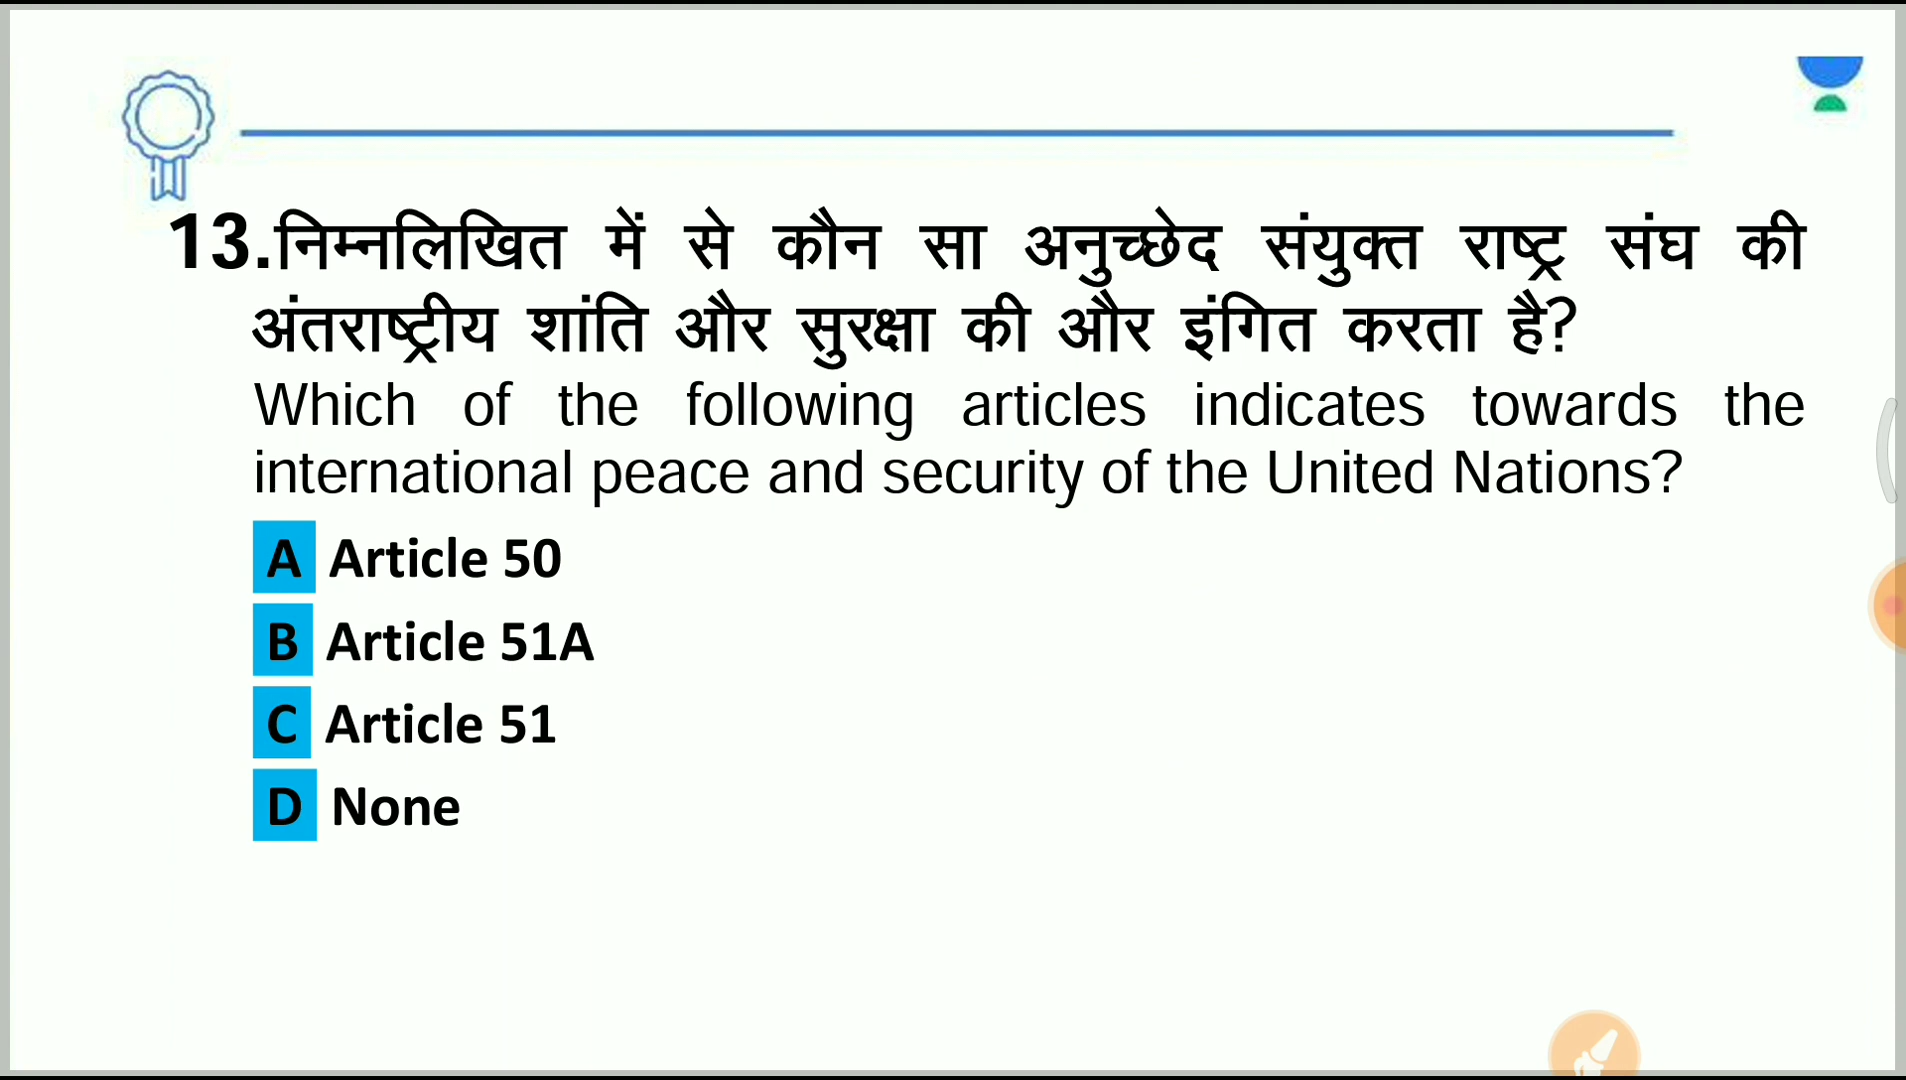 13.निम्नलिखित में से कौन सा अनुच्छेद संयुक्त राष्ट्र संघ की
अंतराष्ट्रीय शांति और सुरक्षा की और इंगित करता है?
Which of the following articles indicates towards the
international peace and security of the United Nations?
A Article 50
B Article 51A
C Article 51
D None